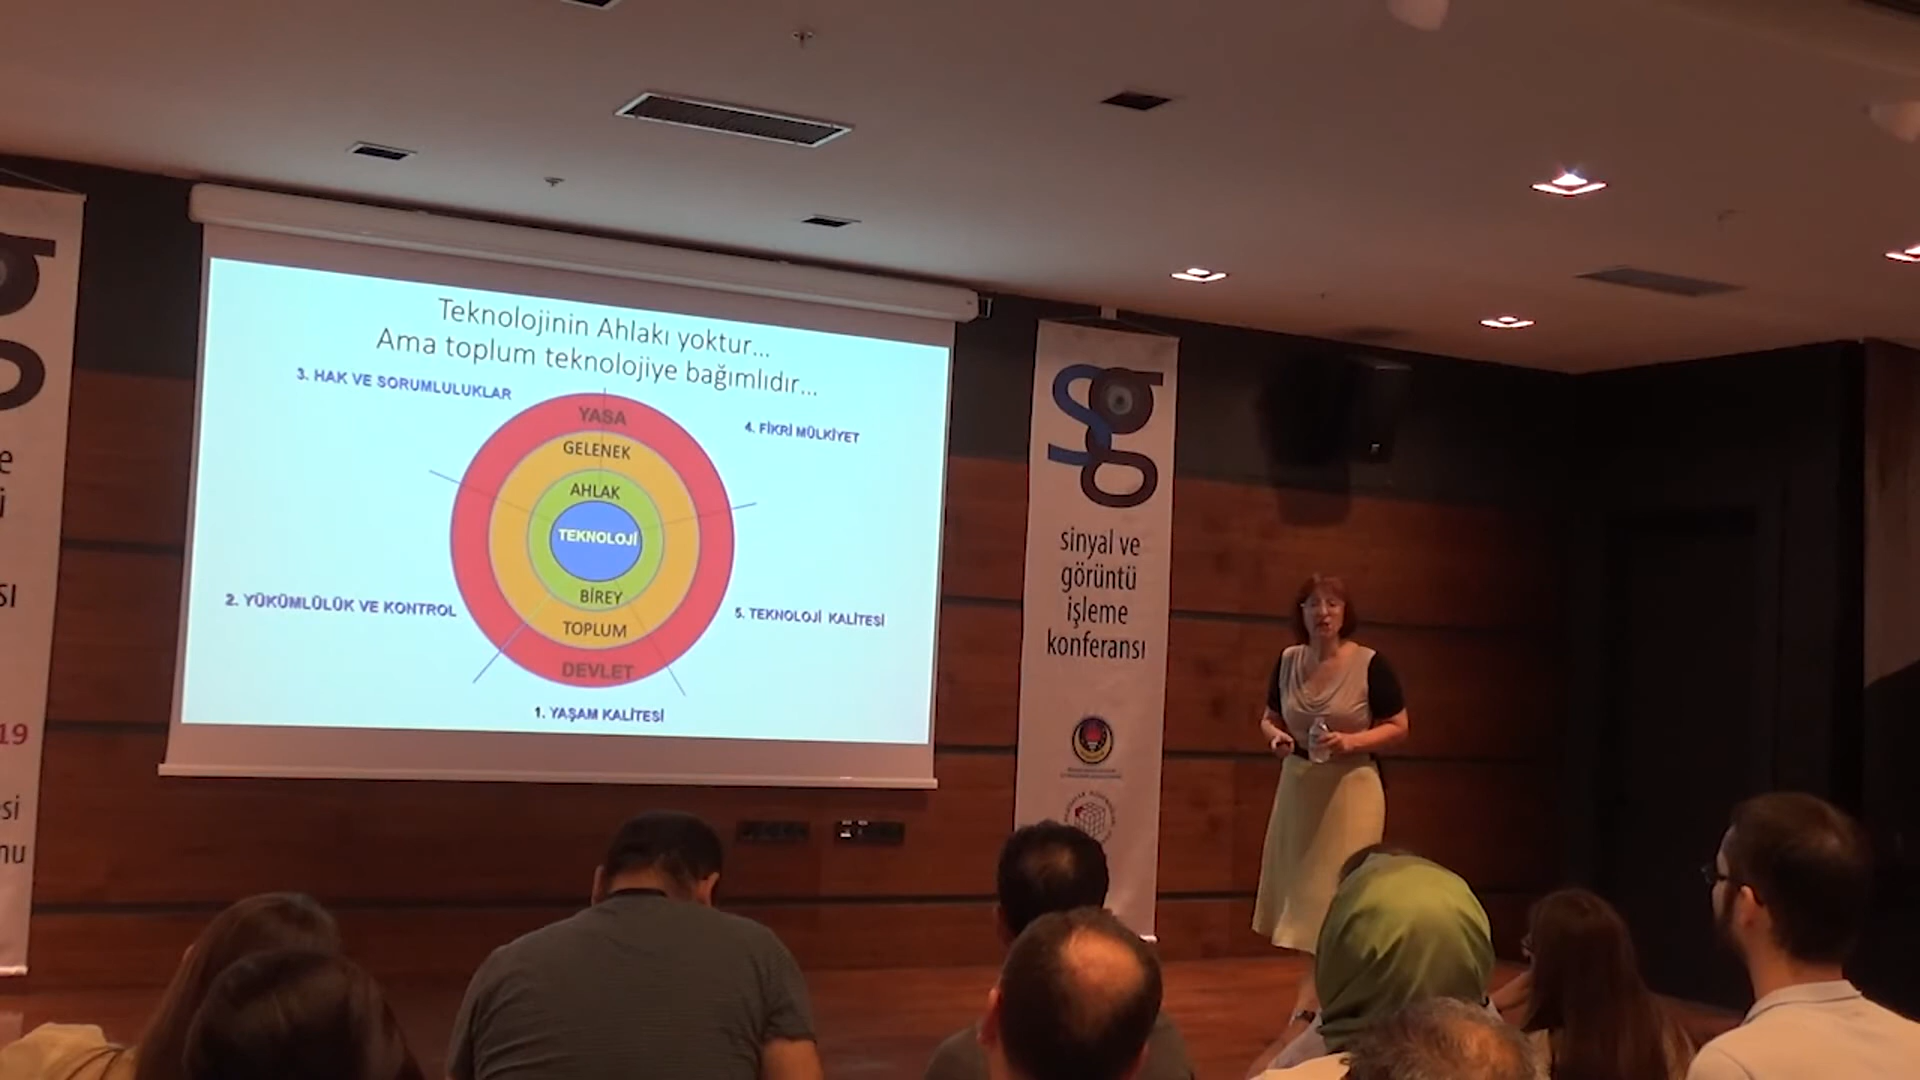 Teknolojinin Ahlakı yoktur...
Ama toplum teknolojiye bağımlıdır...
3. HAK VE SORUMLULUKLAR
4. FİKRİ MÜLKİYET
YASA
GELENEK
AHLAK
TEKNOLOJİ
BİREY
TOPLUM
DEVLET
2. YÜKÜMLÜLÜK VE KONTROL
5. TEKNOLOJİ KALİTESİ
1. YAŞAM KALİTESİ
sinyal ve
görüntü
işleme
konferansı
19